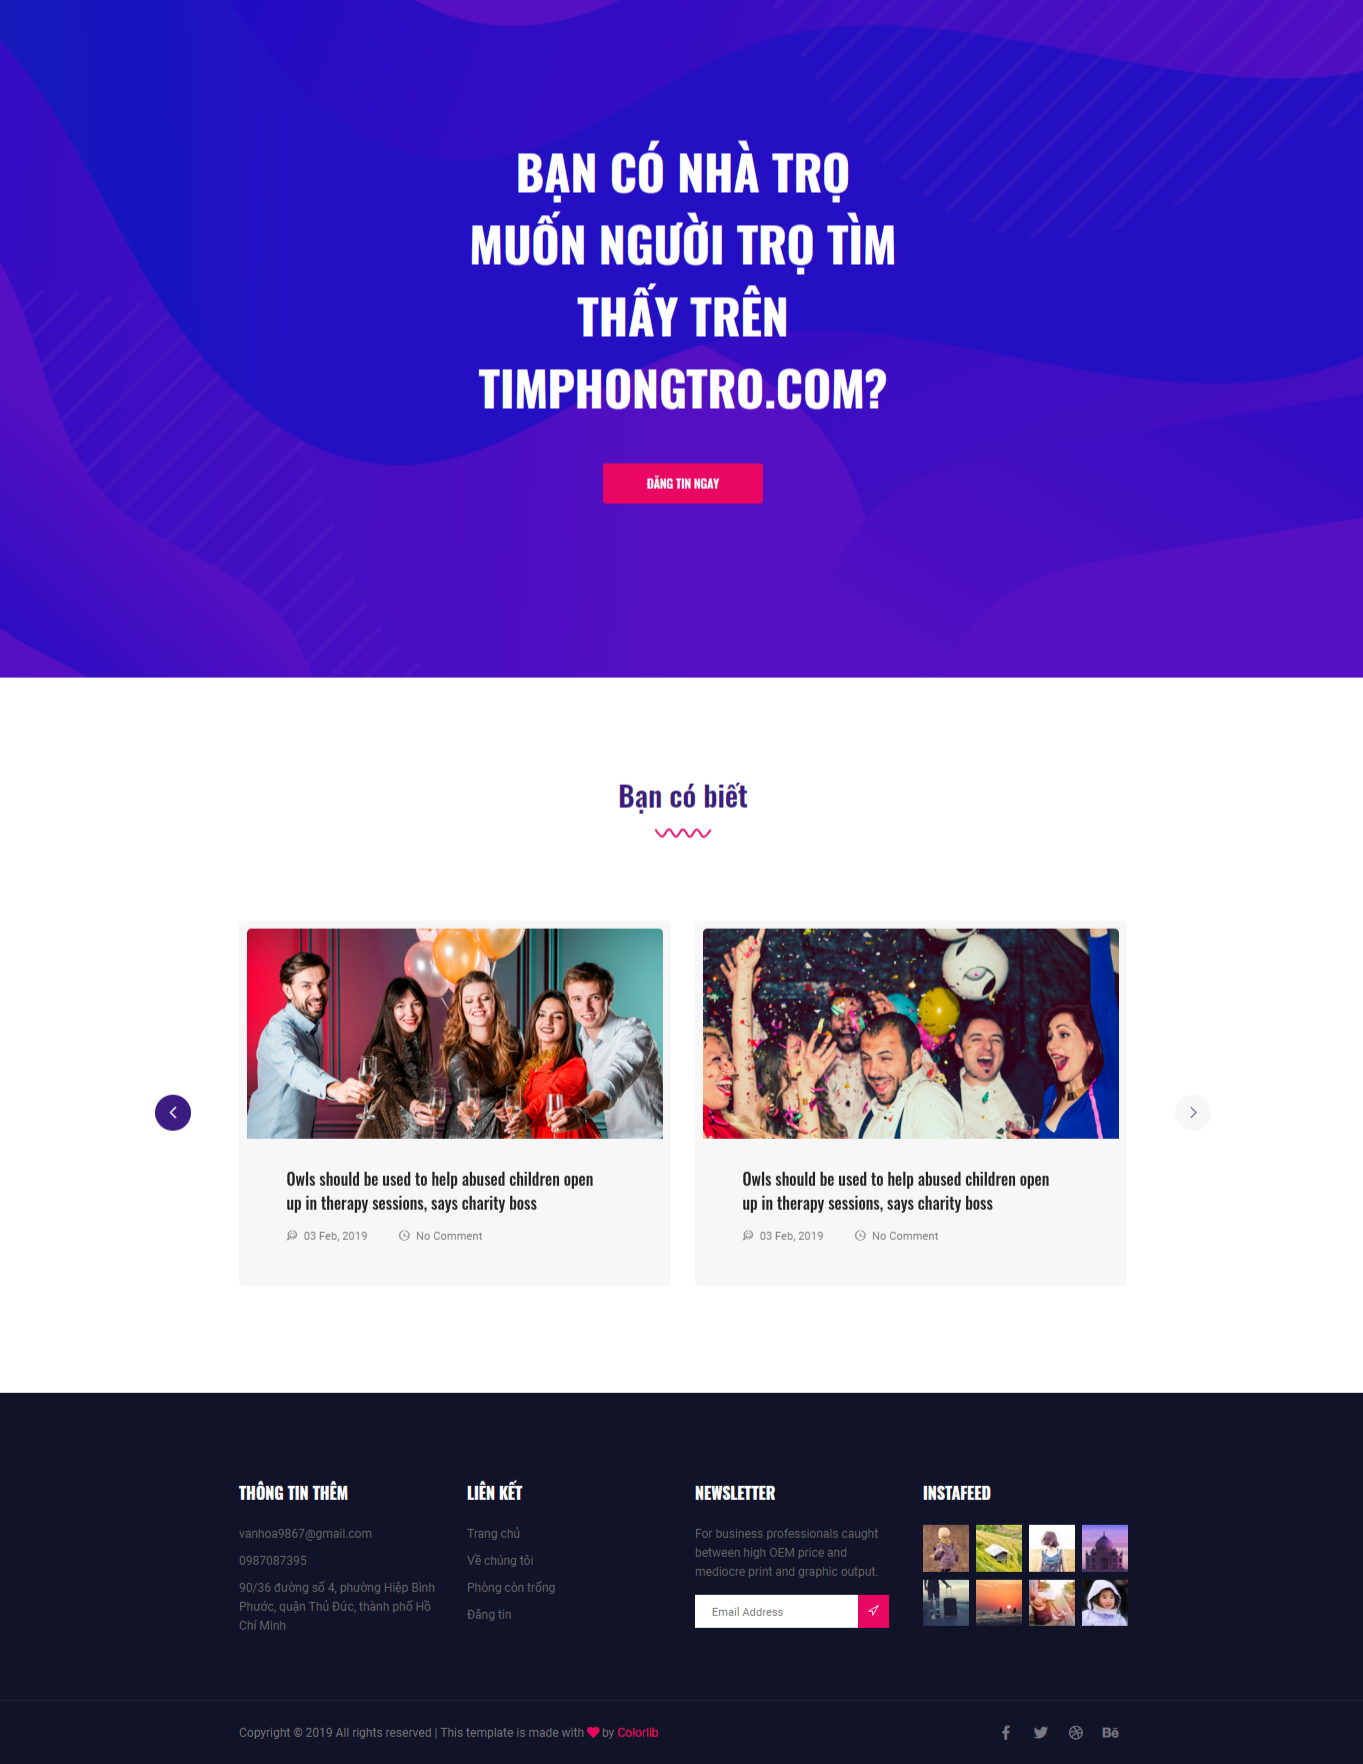 BẠN CÓ NHÀ TRỌ
MUỐN NGƯỜI TRỌ TÌM
THẤY TRÊN
TIMPHONGTRO.COM?
ĐĂNG TIN NGAY
Bạn có biết
Owls should be used to help abused children open
up in therapy sessions, says charity boss
03 Feb, 2019 No Comment
Owls should be used to help abused children open
up in therapy sessions, says charity boss
03 Feb, 2019 No Comment
THÔNG TIN THÊM
vanhoa9867@gmail.com
0987087395
90/36 đường số 4, phường Hiệp Bình
Phước, quận Thủ Đức, thành phố Hồ
Chí Minh
LIÊN KẾT
Trang chủ
Về chúng tôi
Phòng còn trống
Đăng tin
NEWSLETTER
For business professionals caught
between high OEM price and
mediocre print and graphic output.
Email Address
INSTAFEED
Copyright © 2019 All rights reserved | This template is made with ♥ by Colorlib